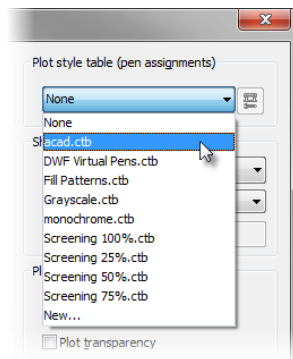 Plot style table (pen assignments)
None
None
acad.ctb
DWF Virtual Pens.ctb
Fill Patterns.ctb
Grayscale.ctb
monochrome.ctb
Screening 100%.ctb
Screening 25%.ctb
Screening 50%.ctb
Screening 75%.ctb
New...
Plot transparency